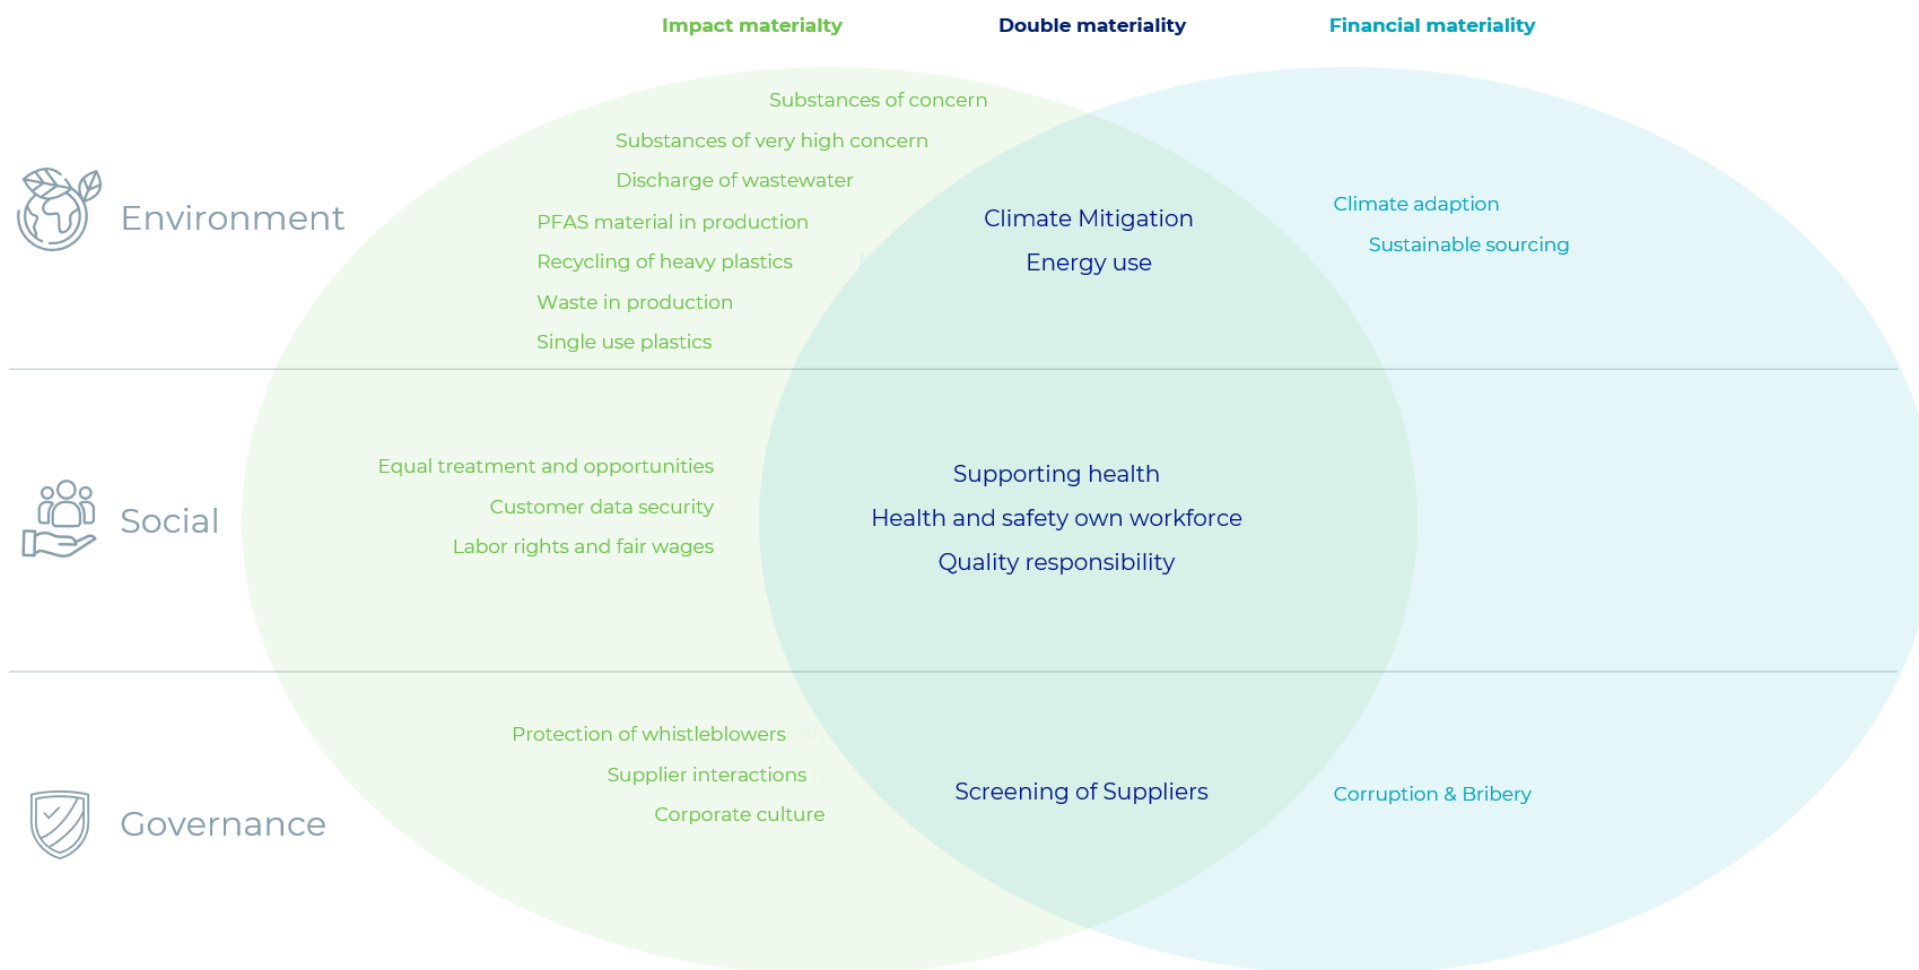 Impact materialty
Double materiality
Financial materiality
Environment
Substances of concern
Substances of very high concern
Discharge of wastewater
PFAS material in production
Recycling of heavy plastics
Waste in production
Single use plastics
Climate Mitigation
Energy use
Climate adaption
Sustainable sourcing
Social
Equal treatment and opportunities
Customer data security
Labor rights and fair wages
Supporting health
Health and safety own workforce
Quality responsibility
Governance
Protection of whistleblowers
Supplier interactions
Corporate culture
Screening of Suppliers
Corruption & Bribery